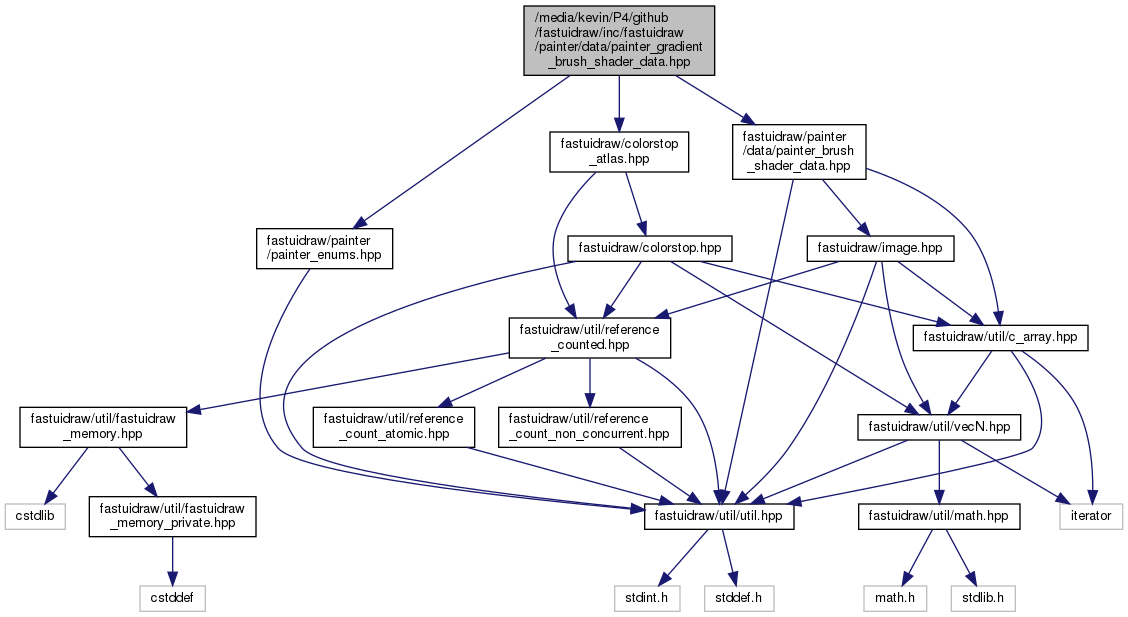 /media/kevin/P4/github
/fastuidraw/inc/fastuidraw
/painter/data/painter_gradient
_brush_shader_data.hpp
fastuidraw/colorstop
_atlas.hpp
fastuidraw/painter
/data/painter_brush
_shader_data.hpp
fastuidraw/painter
/painter_enums.hpp
fastuidraw/colorstop.hpp
fastuidraw/image.hpp
fastuidraw/util/reference
_counted.hpp
fastuidraw/util/c_array.hpp
fastuidraw/util/fastuidraw
_memory.hpp
fastuidraw/util/reference
_count_atomic.hpp
fastuidraw/util/reference
_count_non_concurrent.hpp
fastuidraw/util/vecN.hpp
cstdlib
fastuidraw/util/fastuidraw
_memory_private.hpp
fastuidraw/util/util.hpp
fastuidraw/util/math.hpp
iterator
cstddef
stdint.h
stddef.h
math.h
stdlib.h